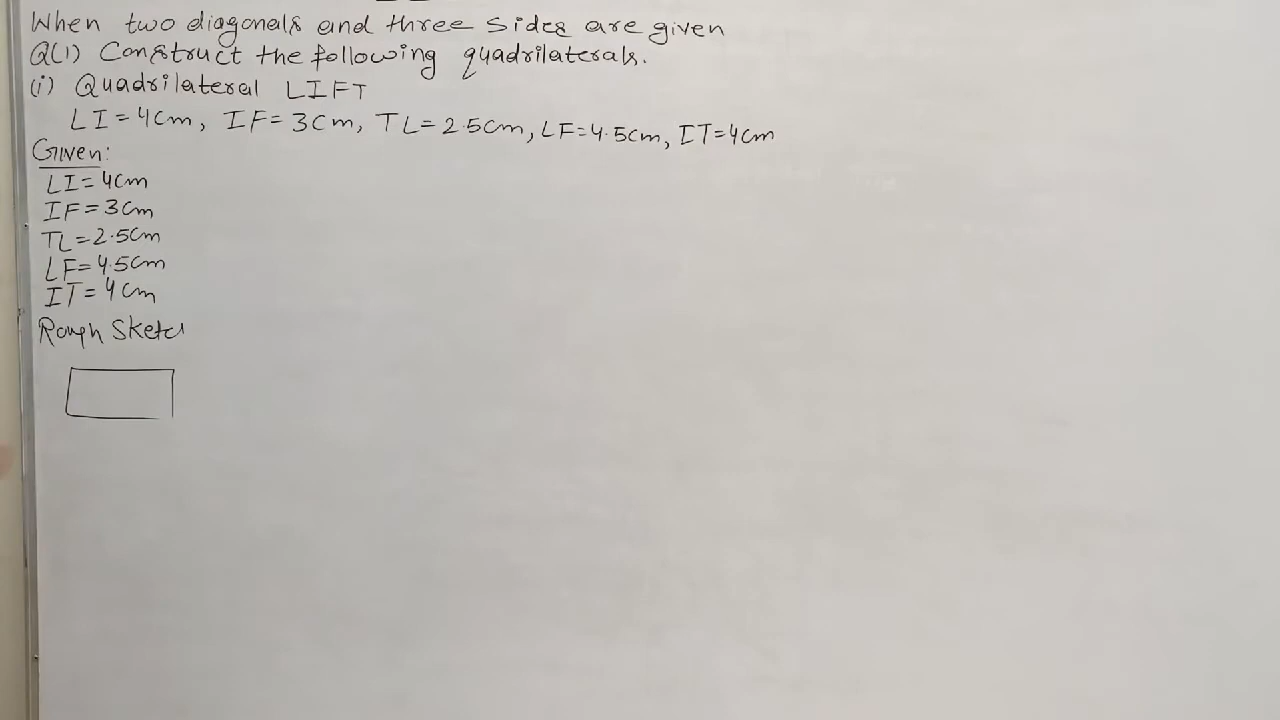 When two diagonals and three sides are given
Q(1) Construct the following quadrilaterals.
(i) Quadrilateral LIFT
LI=4cm, IF=3cm, TL=2.5cm, LF=4.5cm, IT=4cm
Given:
LI=4cm
IF=3cm
TL=2.5cm
LF=4.5cm
IT=4cm
Rough Sketch